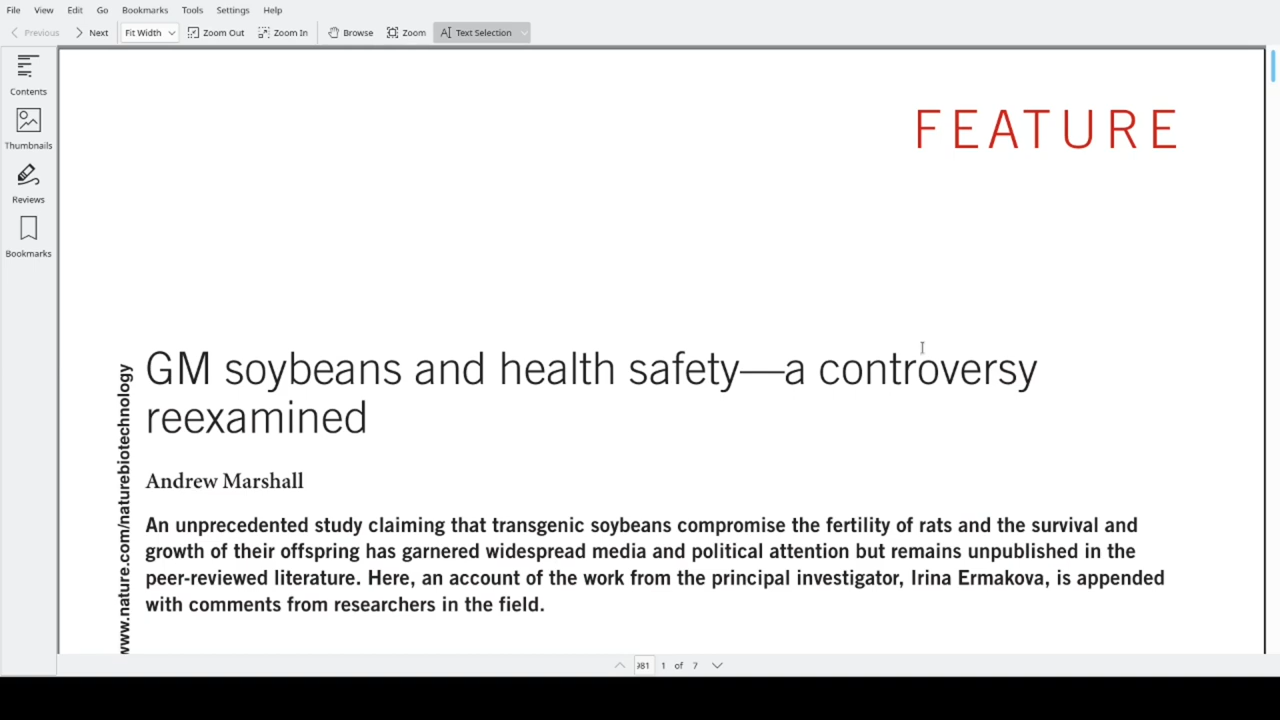 File View Edit Go Bookmarks Tools Settings Help
Previous Next Fit Width Zoom Out Zoom In Browse Zoom Text Selection
Contents
Thumbnails
Reviews
Bookmarks
FEATURE
GM soybeans and health safety—a controversy
reexamined
Andrew Marshall
An unprecedented study claiming that transgenic soybeans compromise the fertility of rats and the survival and
growth of their offspring has garnered widespread media and political attention but remains unpublished in the
peer-reviewed literature. Here, an account of the work from the principal investigator, Irina Ermakova, is appended
with comments from researchers in the field.
www.nature.com/naturebiotechnology
981 1 of 7